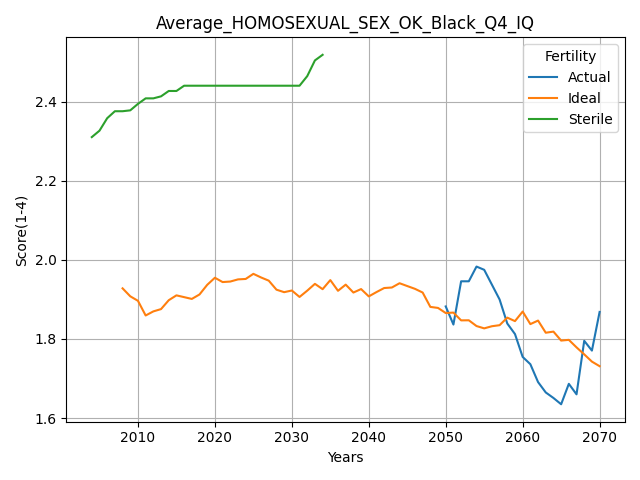 Average_HOMOSEXUAL_SEX_OK_Black_Q4_IQ
Fertility
Actual
Ideal
Sterile
Score(1-4)
2.4
2.2
2.0
1.8
1.6
2010 2020 2030 2040 2050 2060 2070
Years